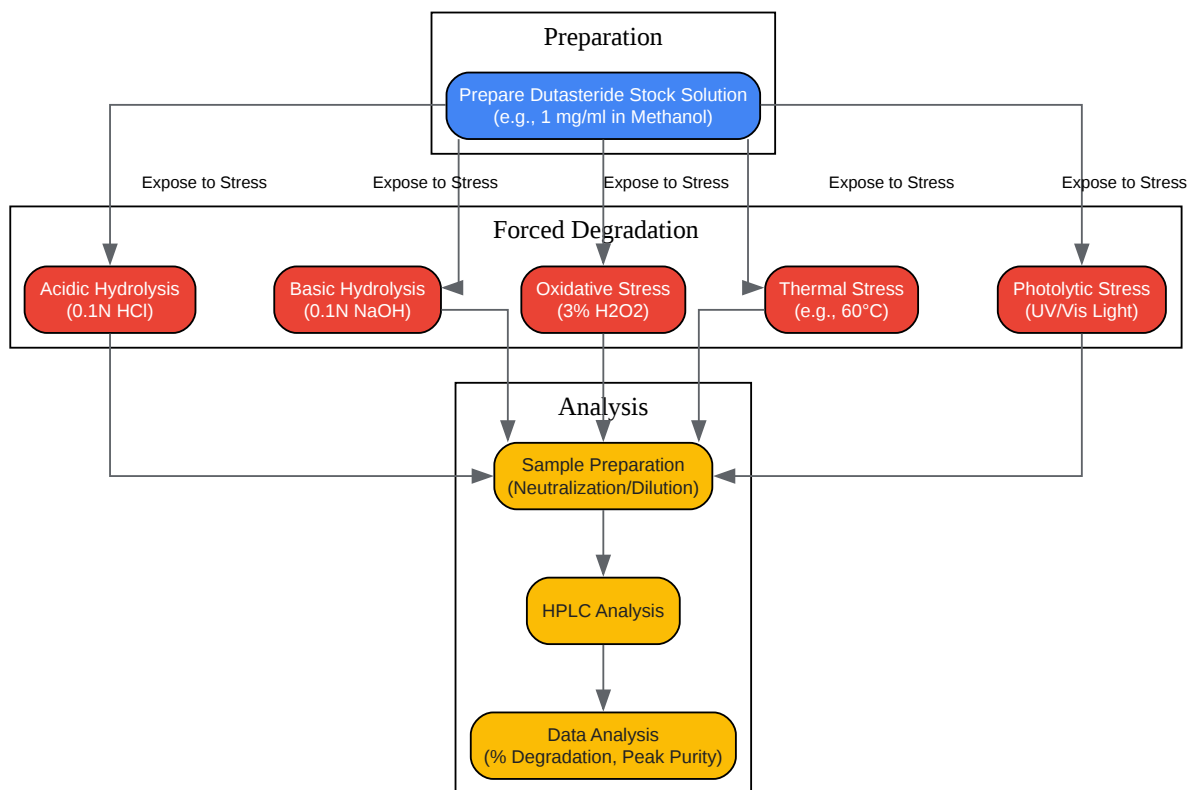 Preparation
Prepare Dutasteride Stock Solution
(e.g., 1 mg/ml in Methanol)
Expose to Stress
Expose to Stress
Expose to Stress
Expose to Stress
Expose to Stress
Forced Degradation
Acidic Hydrolysis
(0.1N HCl)
Basic Hydrolysis
(0.1N NaOH)
Oxidative Stress
(3% H2O2)
Thermal Stress
(e.g., 60°C)
Photolytic Stress
(UV/Vis Light)
Analysis
Sample Preparation
(Neutralization/Dilution)
HPLC Analysis
Data Analysis
(% Degradation, Peak Purity)